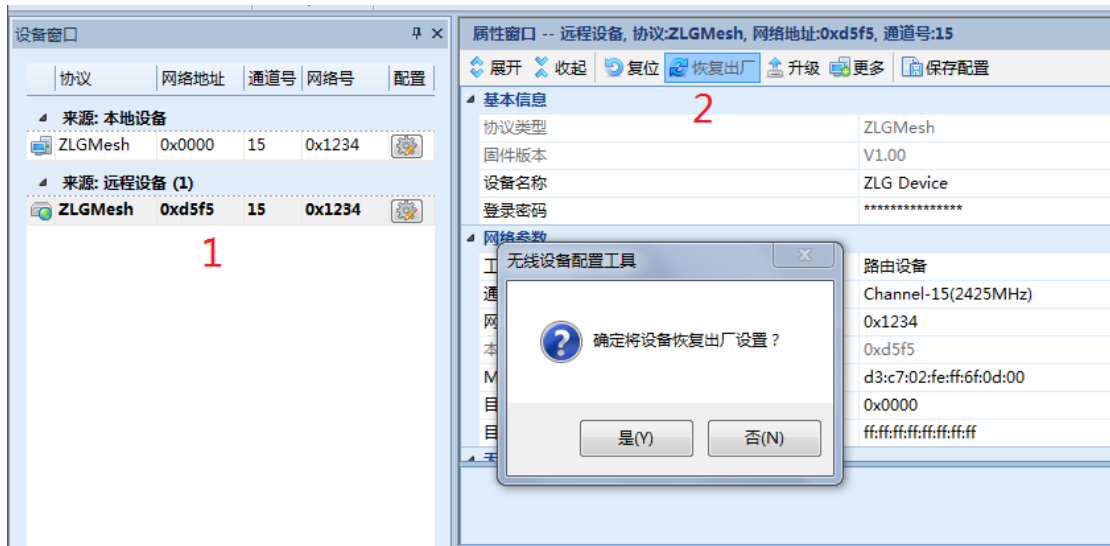 设备窗口
协议 网络地址 通道号 网络号 配置
来源: 本地设备
ZLGMesh 0x0000 15 0x1234
来源: 远程设备 (1)
ZLGMesh 0xd5f5 15 0x1234
1
属性窗口 -- 远程设备, 协议:ZLGMesh, 网络地址:0xd5f5, 通道号:15
展开 收起 复位 恢复出厂 升级 更多 保存配置
2
基本信息
协议类型 ZLGMesh
固件版本 V1.00
设备名称 ZLG Device
登录密码 ***************
网络参数
工 路由设备
通 Channel-15(2425MHz)
网 0x1234
本 0xd5f5
M d3:c7:02:fe:ff:6f:0d:00
目 0x0000
目 ff:ff:ff:ff:ff:ff:ff:ff
无线设备配置工具
确定将设备恢复出厂设置？
是(Y) 否(N)